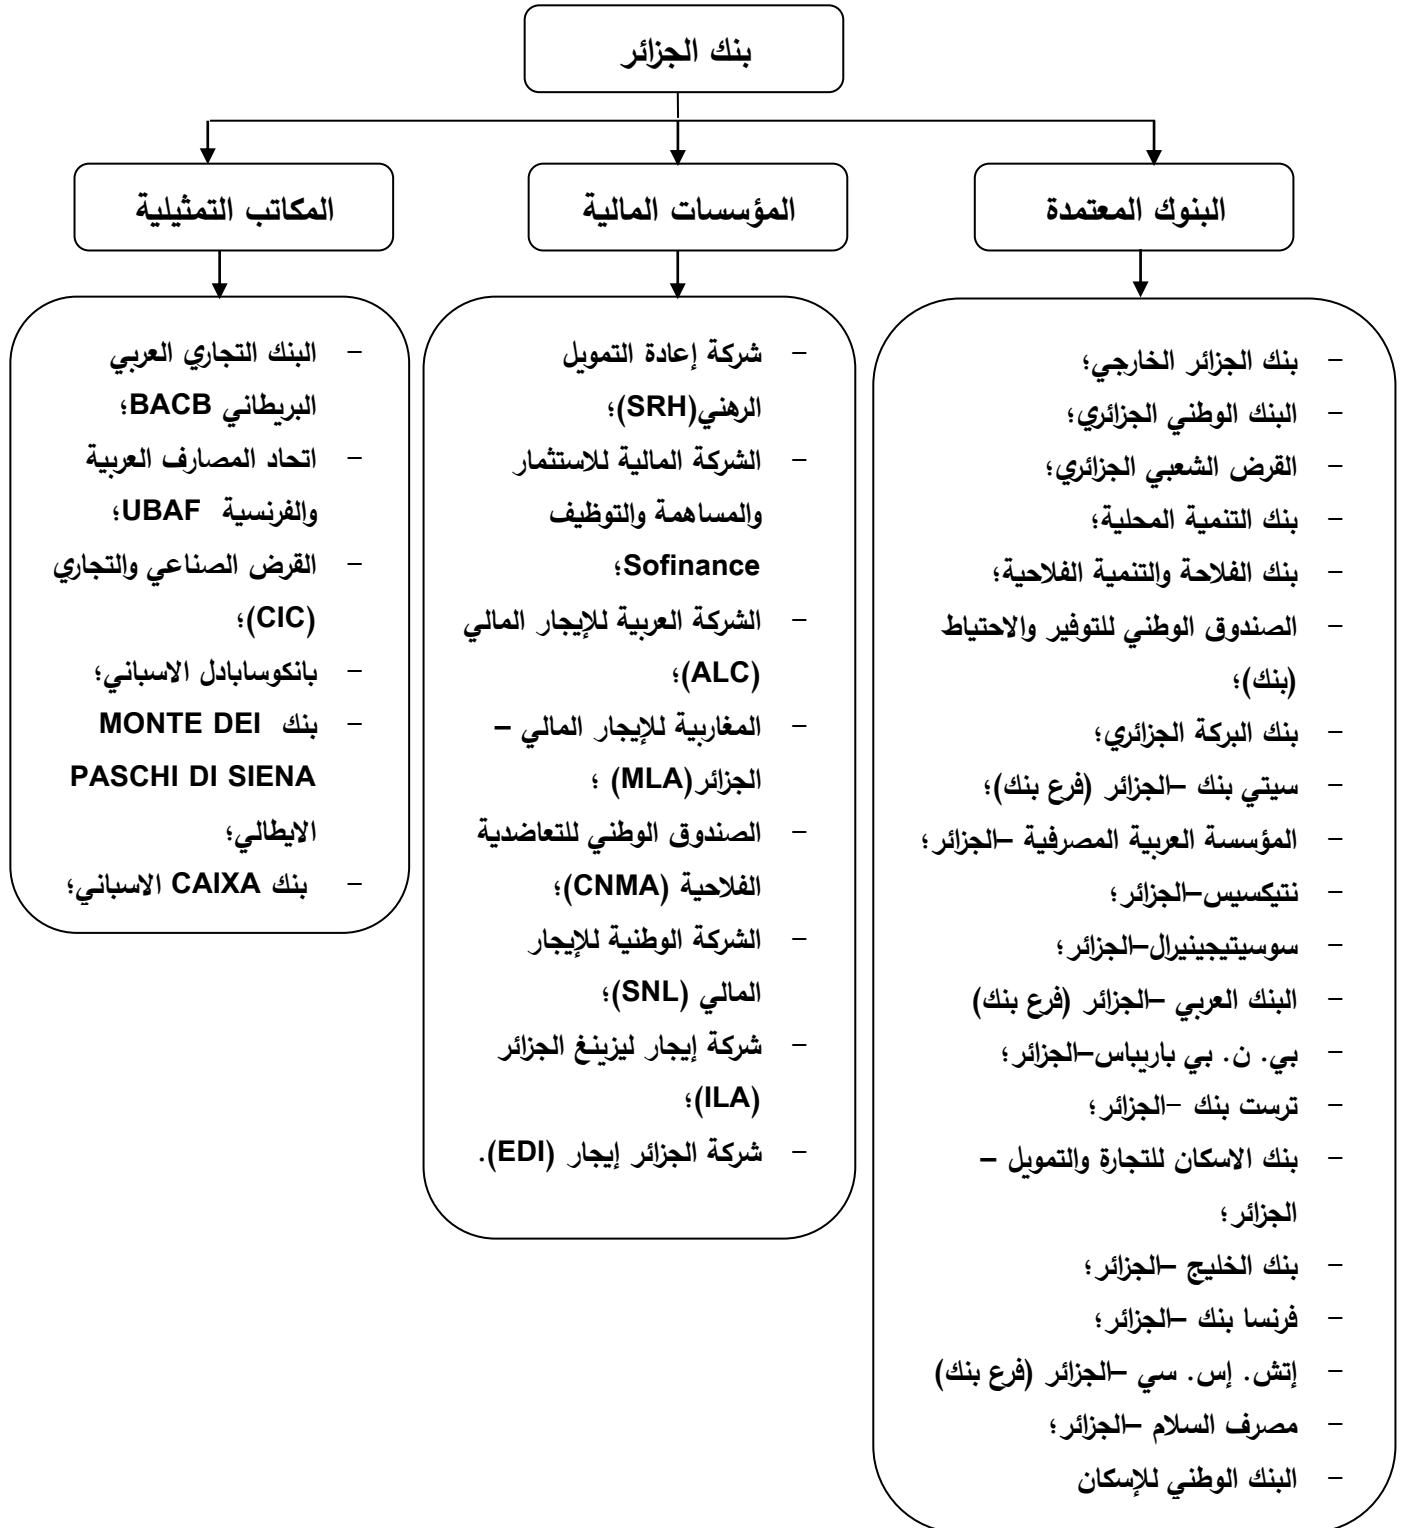 بنك الجزائر
البنوك المعتمدة
المؤسسات المالية
المكاتب التمثيلية
– بنك الجزائر الخارجي؛
– البنك الوطني الجزائري؛
– القرض الشعبي الجزائري؛
– بنك التنمية المحلية؛
– بنك الفلاحة والتنمية الفلاحية؛
– الصندوق الوطني للتوفير والاحتياط
(بنك)؛
– بنك البركة الجزائري؛
– سيتي بنك –الجزائر (فرع بنك)؛
– المؤسسة العربية المصرفية –الجزائر؛
– نتيكسيس–الجزائر؛
– سوسيتيجينيرال–الجزائر؛
– البنك العربي –الجزائر (فرع بنك)
– بي. ن. بي باريباس–الجزائر؛
– ترست بنك –الجزائر؛
– بنك الاسكان للتجارة والتمويل –
الجزائر؛
– بنك الخليج –الجزائر؛
– فرنسا بنك –الجزائر؛
– إتش. إس. سي –الجزائر (فرع بنك)
– مصرف السلام –الجزائر؛
– البنك الوطني للإسكان
– شركة إعادة التمويل
الرهني(SRH)؛
– الشركة المالية للاستثمار
والمساهمة والتوظيف
Sofinance؛
– الشركة العربية للإيجار المالي
(ALC)؛
– المغاربية للإيجار المالي –
الجزائر(MLA) ؛
– الصندوق الوطني للتعاضدية
الفلاحية (CNMA)؛
– الشركة الوطنية للإيجار
المالي (SNL)؛
– شركة إيجار ليزينغ الجزائر
(ILA)؛
– شركة الجزائر إيجار (EDI).
– البنك التجاري العربي
البريطاني BACB؛
– اتحاد المصارف العربية
والفرنسية UBAF؛
– القرض الصناعي والتجاري
(CIC)؛
– بانكوسابادل الاسباني؛
– بنك MONTE DEI
PASCHI DI SIENA
الايطالي؛
– بنك CAIXA الاسباني؛